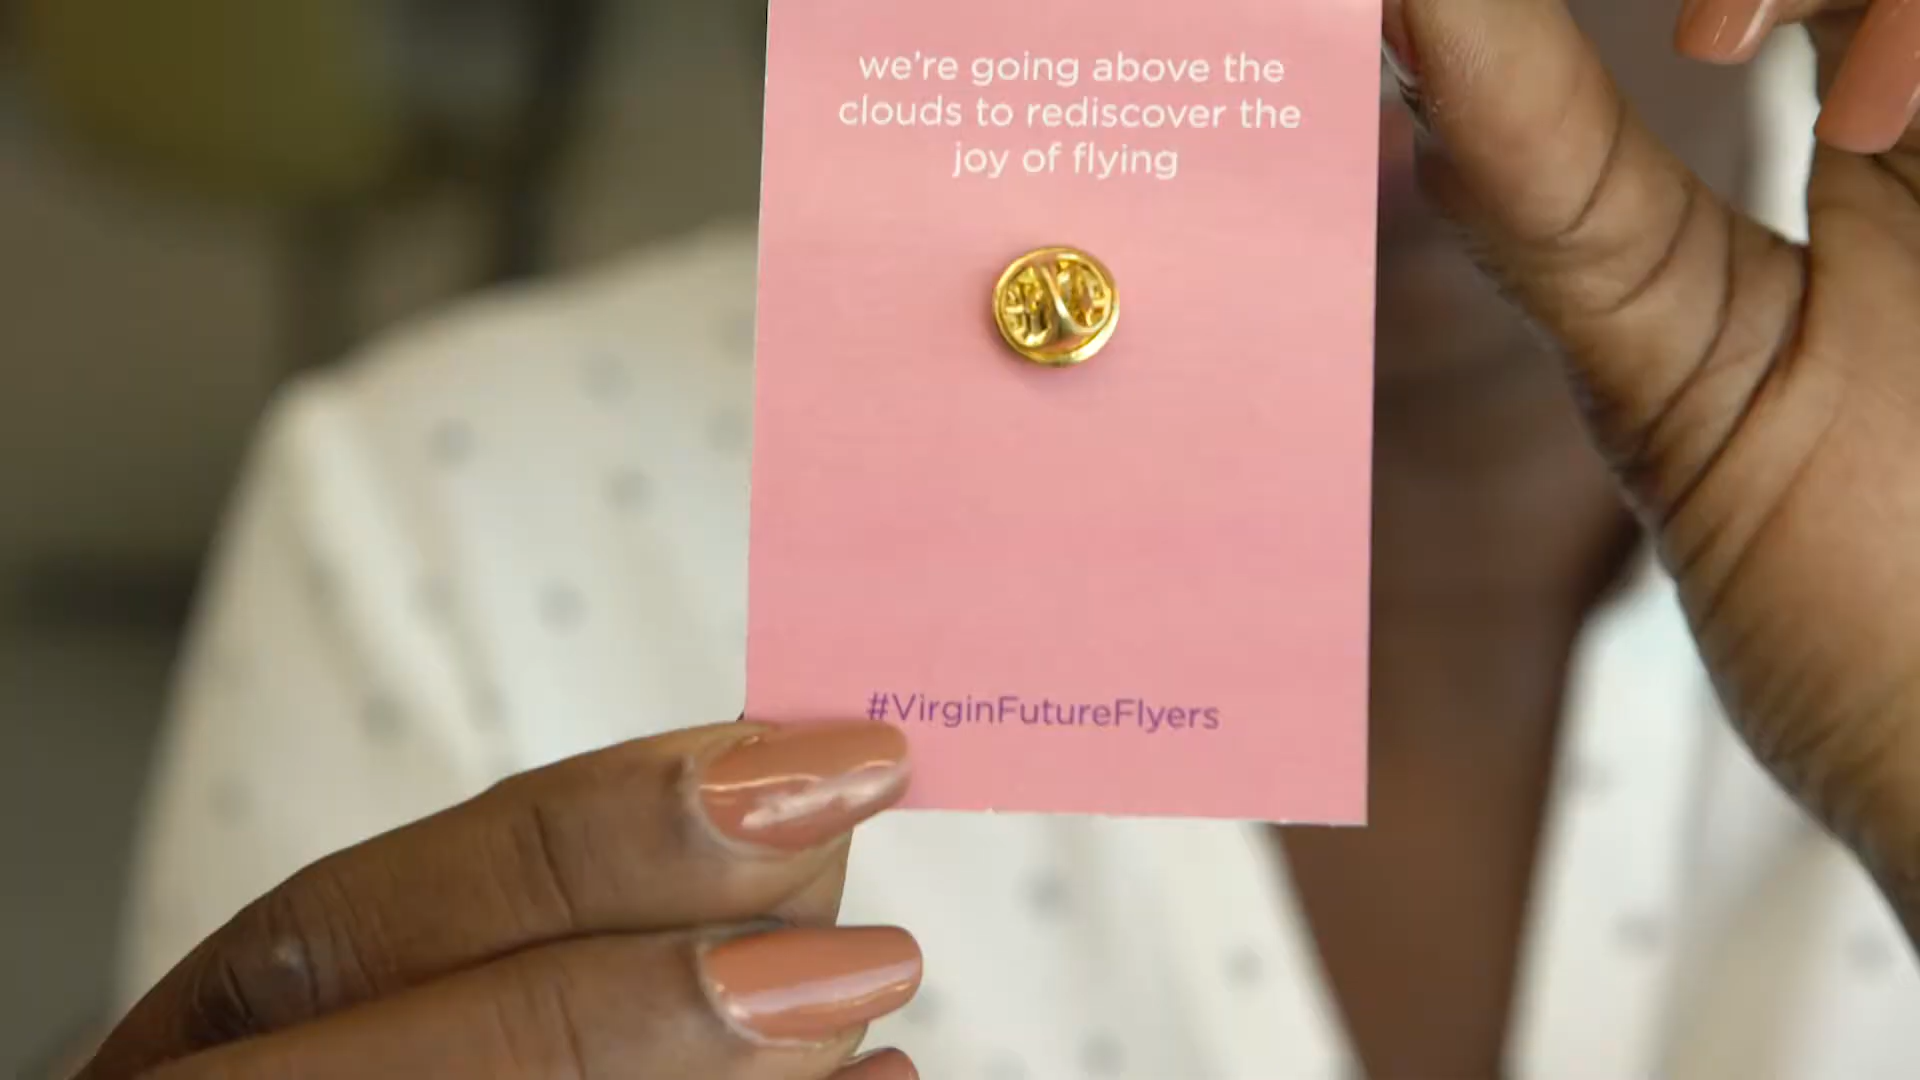 we're going above the
clouds to rediscover the
joy of flying
#VirginFutureFlyers